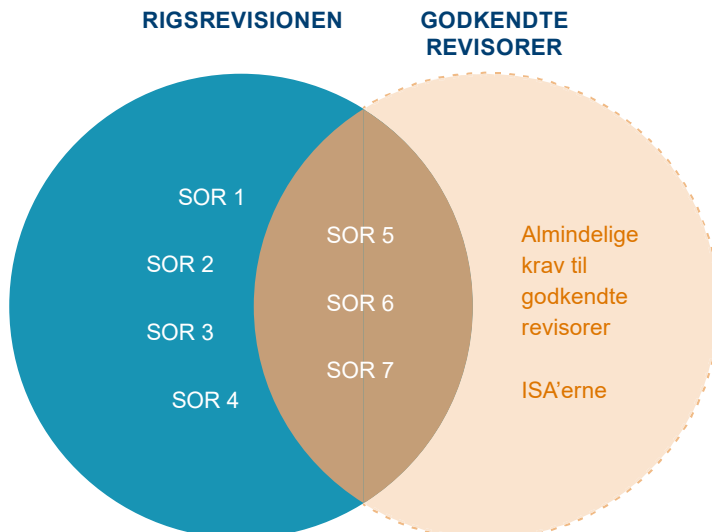 RIGSREVISIONEN
GODKENDTE
REVISORER
SOR 1
SOR 2
SOR 3
SOR 4
SOR 5
SOR 6
SOR 7
Almindelige
krav til
godkendte
revisorer
ISA'erne